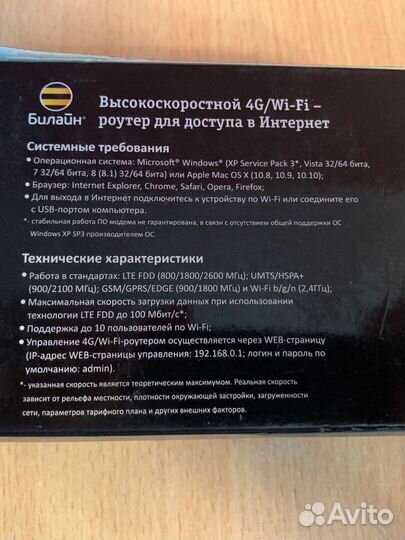 Билайн®
Высокоскоростной 4G/Wi-Fi –
роутер для доступа в Интернет
Системные требования
• Операционная система: Microsoft® Windows® (XP Service Pack 3*, Vista 32/64 бита,
7 32/64 бита, 8 (8.1) 32/64 бита) или Apple Mac OS X (10.8, 10.9, 10.10);
• Браузер: Internet Explorer, Chrome, Safari, Opera, Firefox;
• Для выхода в Интернет подключитесь к устройству по Wi-Fi или соедините его
с USB-портом компьютера.
*- стабильная работа ПО модема не гарантирована, в связи с отсутствием общей поддержки ОС
Windows XP SP3 производителем ОС.
Технические характеристики
• Работа в стандартах: LTE FDD (800/1800/2600 МГц); UMTS/HSPA+
(900/2100 МГц); GSM/GPRS/EDGE (900/1800 МГц) и Wi-Fi b/g/n (2,4ГГц);
• Максимальная скорость загрузки данных при использовании
технологии LTE FDD до 100 Мбит/с*;
• Поддержка до 10 пользователей по Wi-Fi;
• Управление 4G/Wi-Fi-роутером осуществляется через WEB-страницу
(IP-адрес WEB-страницы управления: 192.168.0.1; логин и пароль по
умолчанию: admin).
*- указанная скорость является теоретическим максимумом. Реальная скорость
зависит от рельефа местности, плотности окружающей застройки, загруженности
сети, параметров тарифного плана и других внешних факторов.
Avito